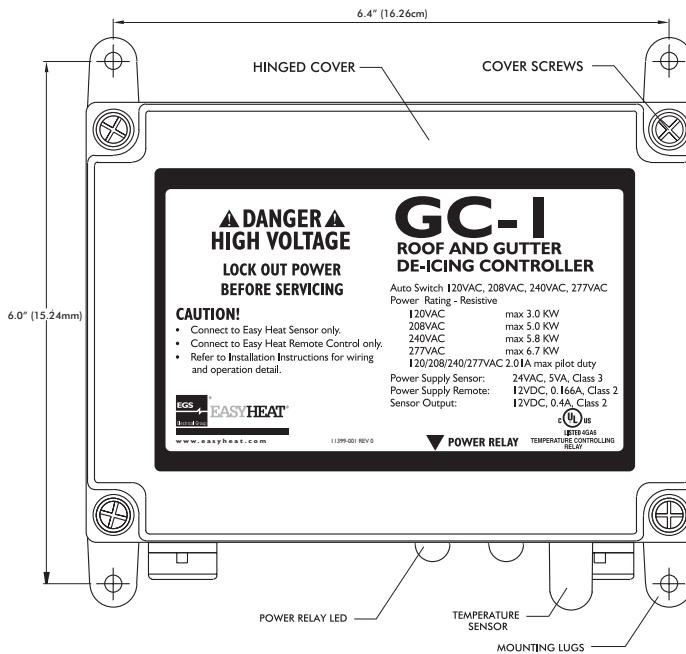 6.4" (16.26cm)
HINGED COVER
COVER SCREWS
6.0" (15.24mm)
DANGER
HIGH VOLTAGE
LOCK OUT POWER
BEFORE SERVICING
CAUTION!
• Connect to Easy Heat Sensor only.
• Connect to Easy Heat Remote Control only.
• Refer to Installation Instructions for wiring
and operation detail.
EGS
Electrical Group
EASYHEAT®
www.easyheat.com
11399-001 REV 0
GC-1
ROOF AND GUTTER
DE-ICING CONTROLLER
Auto Switch 120VAC, 208VAC, 240VAC, 277VAC
Power Rating - Resistive
120VAC max 3.0 KW
208VAC max 5.0 KW
240VAC max 5.8 KW
277VAC max 6.7 KW
120/208/240/277VAC 2.01A max pilot duty
Power Supply Sensor: 24VAC, 5VA, Class 3
Power Supply Remote: 12VDC, 0.166A, Class 2
Sensor Output: 12VDC, 0.4A, Class 2
C UL US
LISTED 4GA6
TEMPERATURE CONTROLLING
RELAY
POWER RELAY
POWER RELAY LED
TEMPERATURE
SENSOR
MOUNTING LUGS